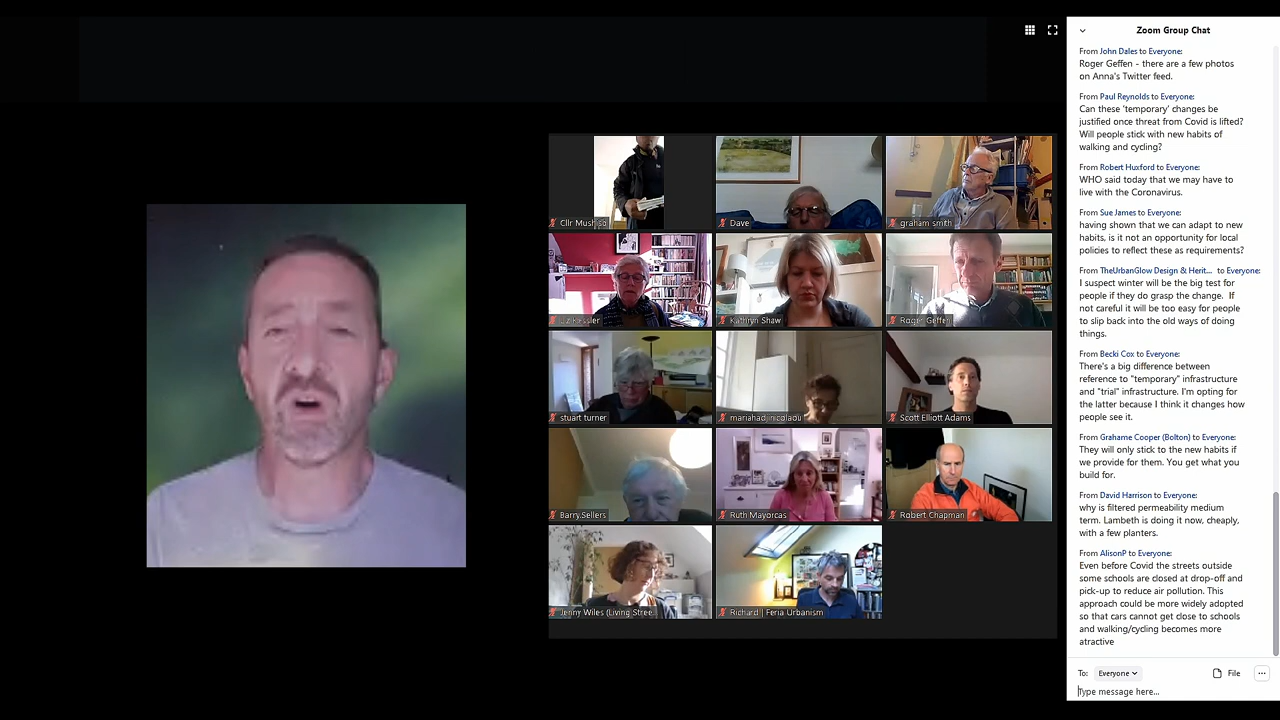 Zoom Group Chat
From John Dales to Everyone:
Roger Geffen - there are a few photos
on Anna's Twitter feed.
From Paul Reynolds to Everyone:
Can these 'temporary' changes be
justified once threat from Covid is lifted?
Will people stick with new habits of
walking and cycling?
From Robert Huxford to Everyone:
WHO said today that we may have to
live with the Coronavirus.
From Sue James to Everyone:
having shown that we can adapt to new
habits, is it not an opportunity for local
policies to reflect these as requirements?
From TheUrbanGlow Design & Herit... to Everyone:
I suspect winter will be the big test for
people if they do grasp the change. If
not careful it will be too easy for people
to slip back into the old ways of doing
things.
From Becki Cox to Everyone:
There's a big difference between
reference to "temporary" infrastructure
and "trial" infrastructure. I'm opting for
the latter because I think it changes how
people see it.
From Grahame Cooper (Bolton) to Everyone:
They will only stick to the new habits if
we provide for them. You get what you
build for.
From David Harrison to Everyone:
why is filtered permeability medium
term. Lambeth is doing it now, cheaply,
with a few planters.
From AlisonP to Everyone:
Even before Covid the streets outside
some schools are closed at drop-off and
pick-up to reduce air pollution. This
approach could be more widely adopted
so that cars cannot get close to schools
and walking/cycling becomes more
atractive
To: Everyone
File
Type message here...
Cllr
Dave
graham smith
Kathryn Shaw
Roger Geffen
stuart turner
mariahadjinicolaou
Scott Elliott Adams
Barry.Sellers
Ruth Mayorcas
Robert Chapman
Jenny Wiles (Living Stree...
Richard | Feria Urbanism